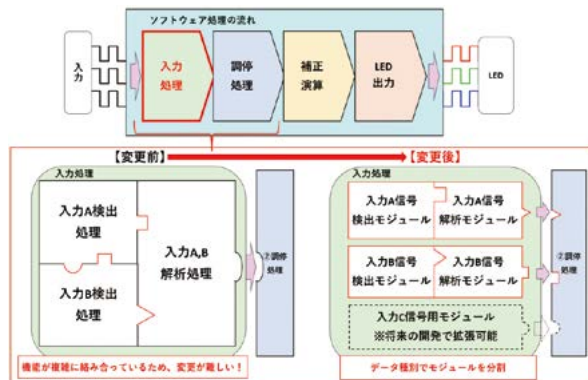 ソフトウェア処理の流れ
入力
入力
処理
調停
処理
補正
演算
LED
出力
LED
【変更前】
【変更後】
入力処理
入力A検出
処理
入力B検出
処理
入力A,B
解析処理
②調停
処理
機能が複雑に絡み合っているため、変更が難しい！
入力処理
入力A信号
検出モジュール
入力A信号
解析モジュール
入力B信号
検出モジュール
入力B信号
解析モジュール
入力C信号用モジュール
※将来の開発で拡張可能
②調停
処理
データ種別でモジュールを分割